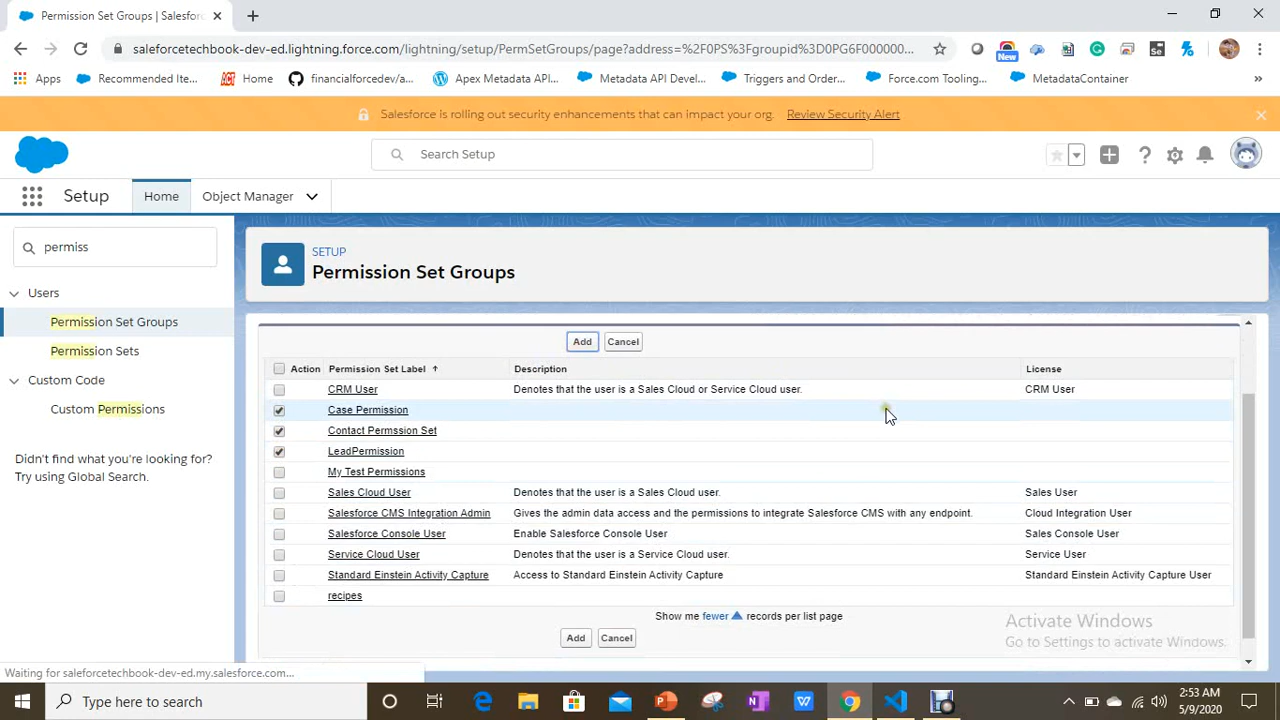 Permission Set Groups | Salesfor
saleforcetechbook-dev-ed.lightning.force.com/lightning/setup/PermSetGroups/page?address=%2F0PS%3Fgroupid%3D0PG6F000000...
New
Se
Apps
Recommended Ite...
ACT
Home
financialforcedev/a...
Apex Metadata API...
Metadata API Devel...
Triggers and Order...
Force.com Tooling...
MetadataContainer
»
Salesforce is rolling out security enhancements that can impact your org. Review Security Alert
Search Setup
Setup
Home
Object Manager
permiss
Users
Permission Set Groups
Permission Sets
Custom Code
Custom Permissions
Didn't find what you're looking for?
Try using Global Search.
SETUP
Permission Set Groups
Add Cancel
Action Permission Set Label ↑ Description License
CRM User Denotes that the user is a Sales Cloud or Service Cloud user. CRM User
Case Permission
Contact Permssion Set
LeadPermission
My Test Permissions
Sales Cloud User Denotes that the user is a Sales Cloud user. Sales User
Salesforce CMS Integration Admin Gives the admin data access and the permissions to integrate Salesforce CMS with any endpoint. Cloud Integration User
Salesforce Console User Enable Salesforce Console User Sales Console User
Service Cloud User Denotes that the user is a Service Cloud user. Service User
Standard Einstein Activity Capture Access to Standard Einstein Activity Capture Standard Einstein Activity Capture User
recipes
Show me fewer records per list page
Add Cancel
Activate Windows
Go to Settings to activate Windows.
Waiting for saleforcetechbook-dev-ed.my.salesforce.com...
Type here to search
2:53 AM
5/9/2020